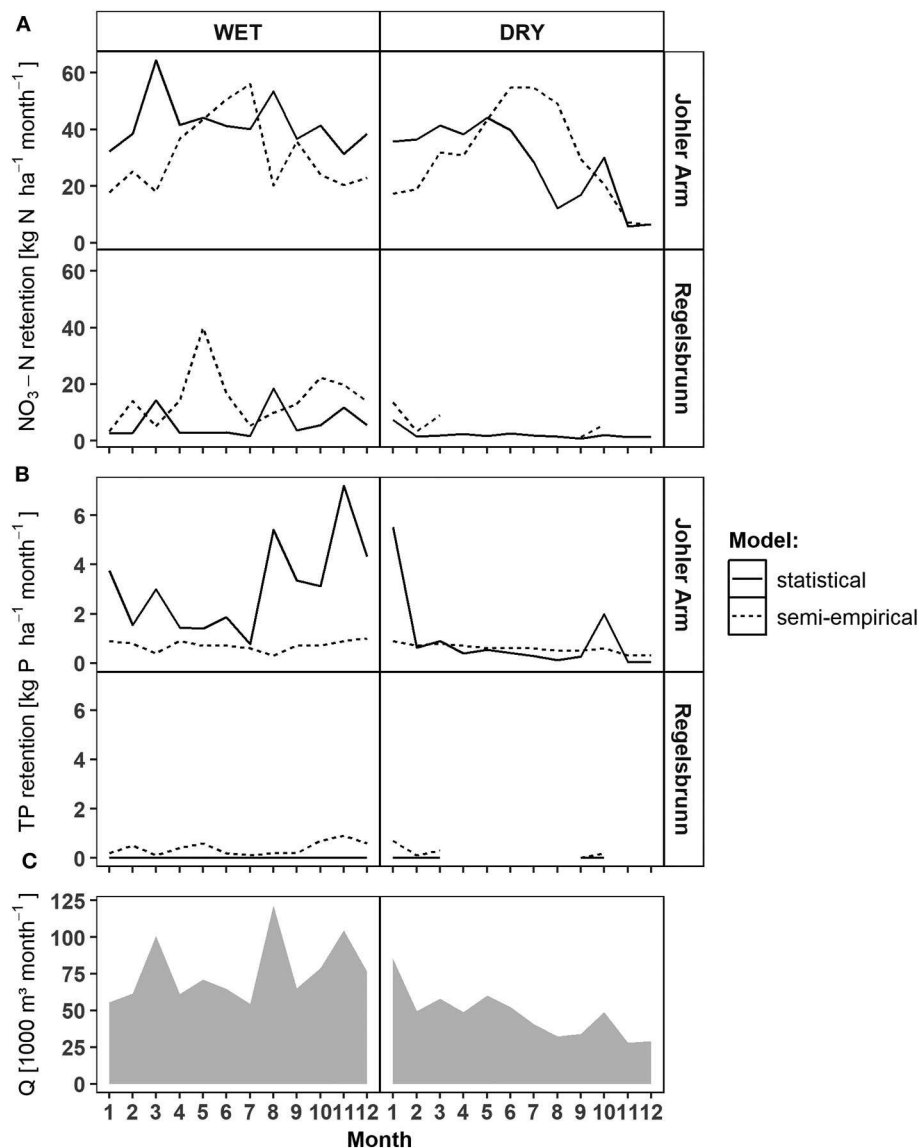 A
WET
DRY
NO₃ − N retention [kg N ha⁻¹ month⁻¹]
60
40
20
0
Johler Arm
60
40
20
0
Regelsbrunn
B
TP retention [kg P ha⁻¹ month⁻¹]
6
4
2
0
Johler Arm
6
4
2
0
Regelsbrunn
Model:
statistical
semi−empirical
C
Q [1000 m³ month⁻¹]
125
100
75
50
25
0
1 2 3 4 5 6 7 8 9 10 11 12
1 2 3 4 5 6 7 8 9 10 11 12
Month